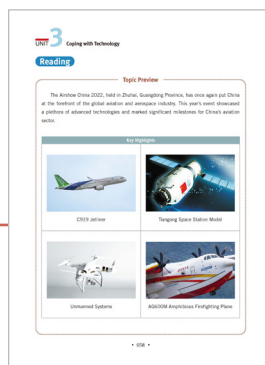 UNIT 3 Coping with Technology
Reading
Topic Preview
The Airshow China 2022, held in Zhuhai, Guangdong Province, has once again put China
at the forefront of the global aviation and aerospace industry. This year's event showcased
a plethora of advanced technologies and marked significant milestones for China's aviation
sector.
Key Highlights
C919 Jetliner
Tiangong Space Station Model
Unmanned Systems
AG600M Amphibious Firefighting Plane
• 058 •